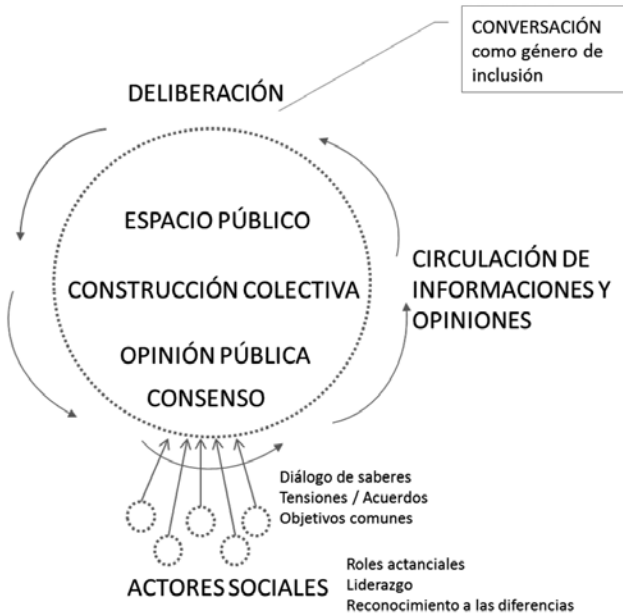 CONVERSACIÓN
como género de
inclusión
DELIBERACIÓN
ESPACIO PÚBLICO
CONSTRUCCIÓN COLECTIVA
OPINIÓN PÚBLICA
CONSENSO
CIRCULACIÓN DE
INFORMACIONES Y
OPINIONES
Diálogo de saberes
Tensiones / Acuerdos
Objetivos comunes
ACTORES SOCIALES
Roles actanciales
Liderazgo
Reconocimiento a las diferencias